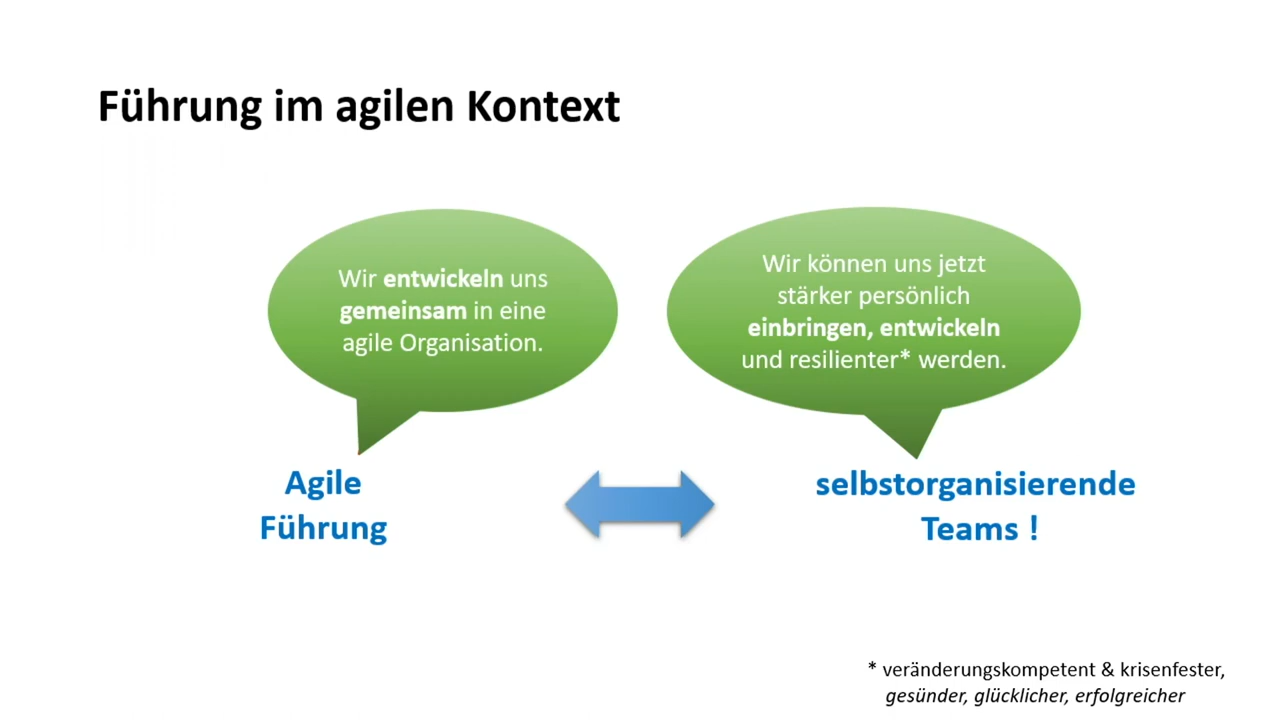 Führung im agilen Kontext
Wir entwickeln uns
gemeinsam in eine
agile Organisation.
Wir können uns jetzt
stärker persönlich
einbringen, entwickeln
und resilienter* werden.
Agile
Führung
selbstorganisierende
Teams !
* veränderungskompetent & krisenfester,
gesünder, glücklicher, erfolgreicher